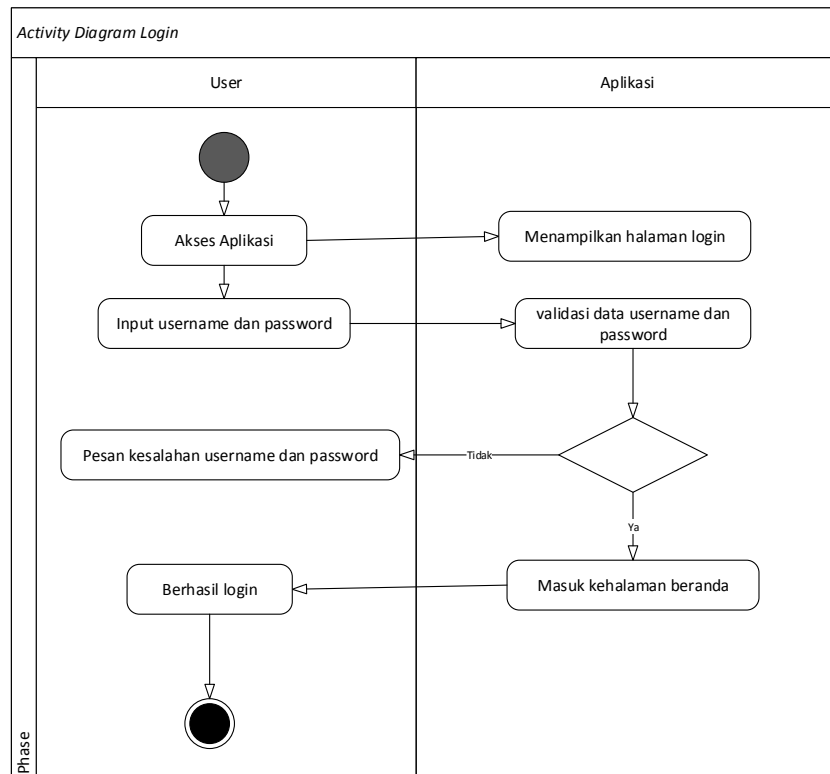 Activity Diagram Login
User
Aplikasi
Akses Aplikasi
Menampilkan halaman login
Input username dan password
validasi data username dan
password
Pesan kesalahan username dan password
Tidak
Ya
Berhasil login
Masuk kehalaman beranda
Phase